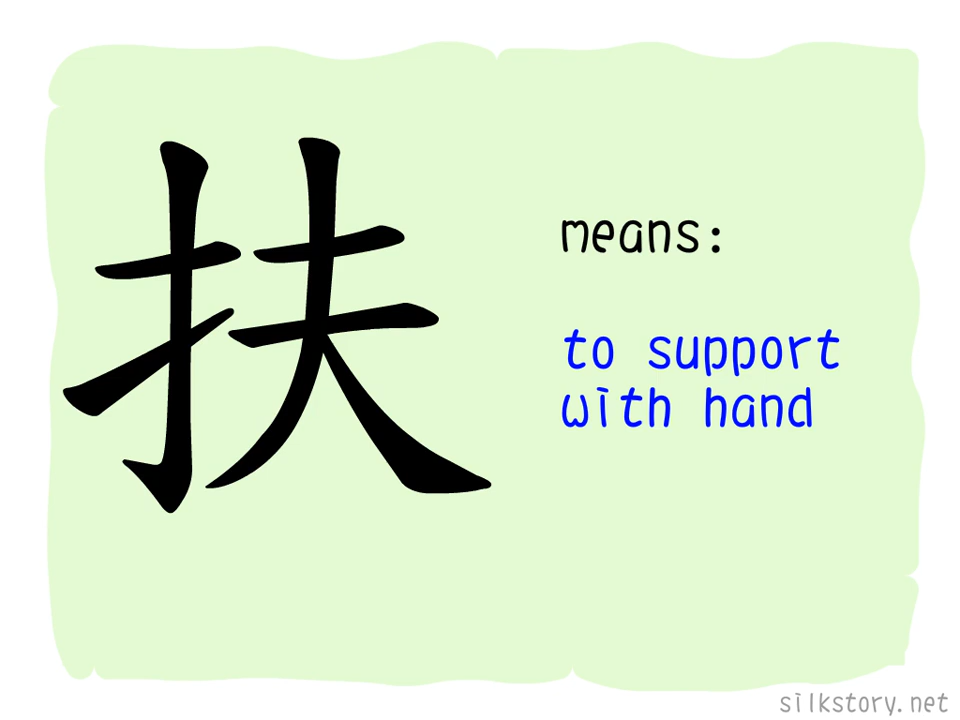 扶
means:
to support
with hand
silkstory.net